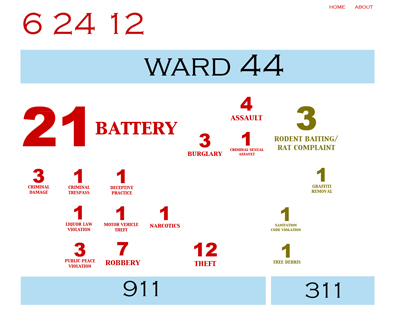 HOME ABOUT
6 24 12
WARD 44
21 BATTERY
4
ASSAULT
3
BURGLARY
1
CRIMINAL SEXUAL
ASSAULT
3
RODENT BAITING/
RAT COMPLAINT
3
CRIMINAL
DAMAGE
1
CRIMINAL
TRESPASS
1
DECEPTIVE
PRACTICE
1
GRAFFITI
REMOVAL
1
LIQUOR LAW
VIOLATION
1
MOTOR VEHICLE
THEFT
1
NARCOTICS
1
SANITATION
CODE VIOLATION
3
PUBLIC PEACE
VIOLATION
7
ROBBERY
12
THEFT
1
TREE DEBRIS
911
311